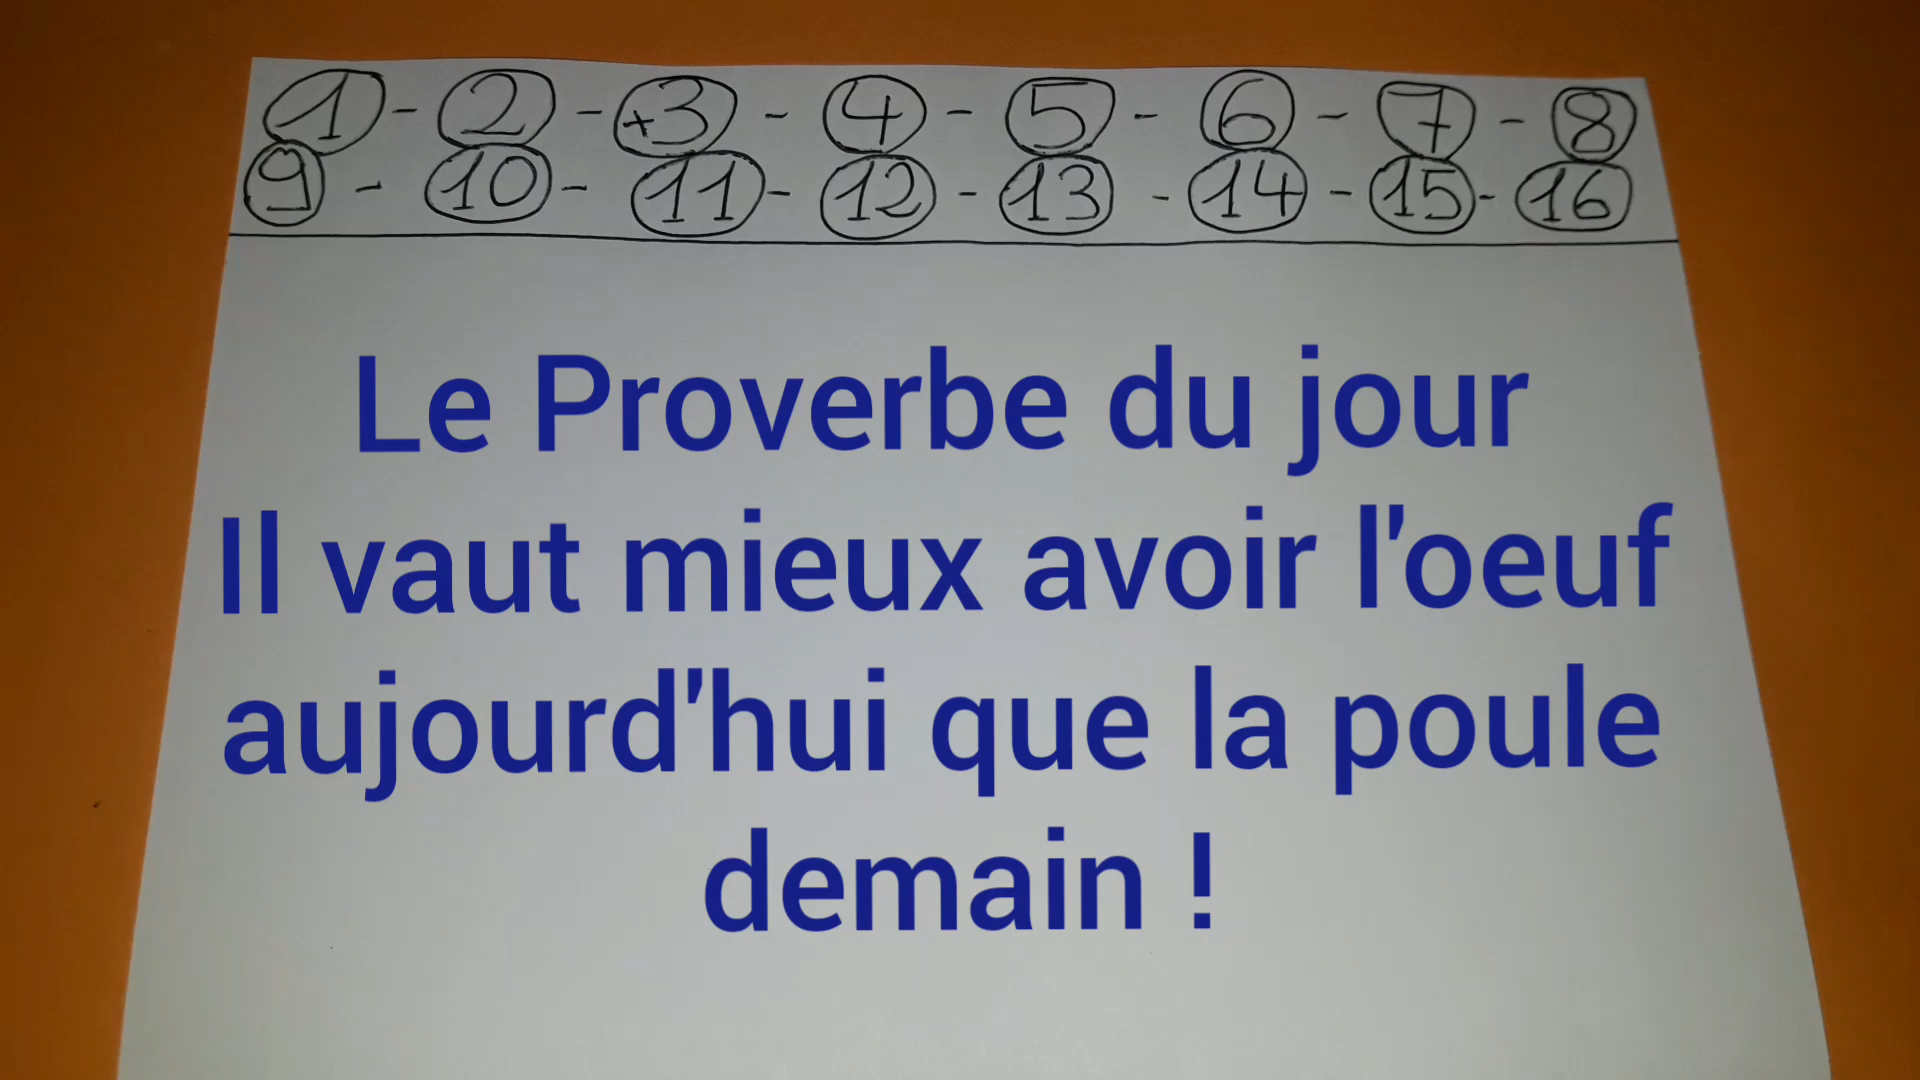 1 - 2 - +3 - 4 - 5 - 6 - 7 - 8
9 - 10 - 11 - 12 - 13 - 14 - 15 - 16
Le Proverbe du jour
Il vaut mieux avoir l'oeuf
aujourd'hui que la poule
demain !